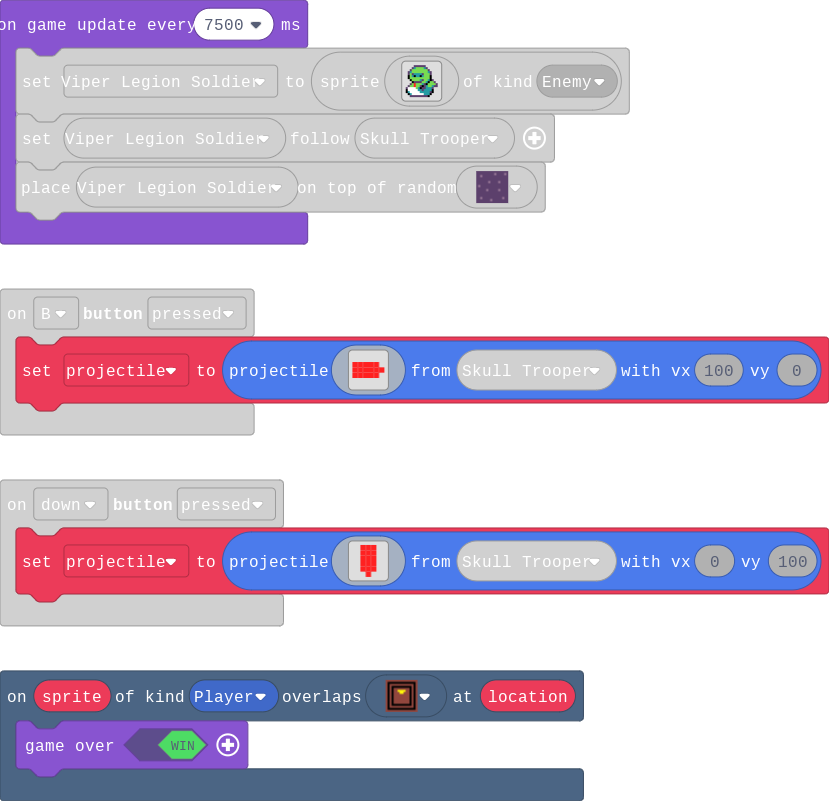 on game update every 7500 ms
set Viper Legion Soldier to sprite of kind Enemy
set Viper Legion Soldier follow Skull Trooper
place Viper Legion Soldier on top of random
on B button pressed
set projectile to projectile from Skull Trooper with vx 100 vy 0
on down button pressed
set projectile to projectile from Skull Trooper with vx 0 vy 100
on sprite of kind Player overlaps at location
game over WIN